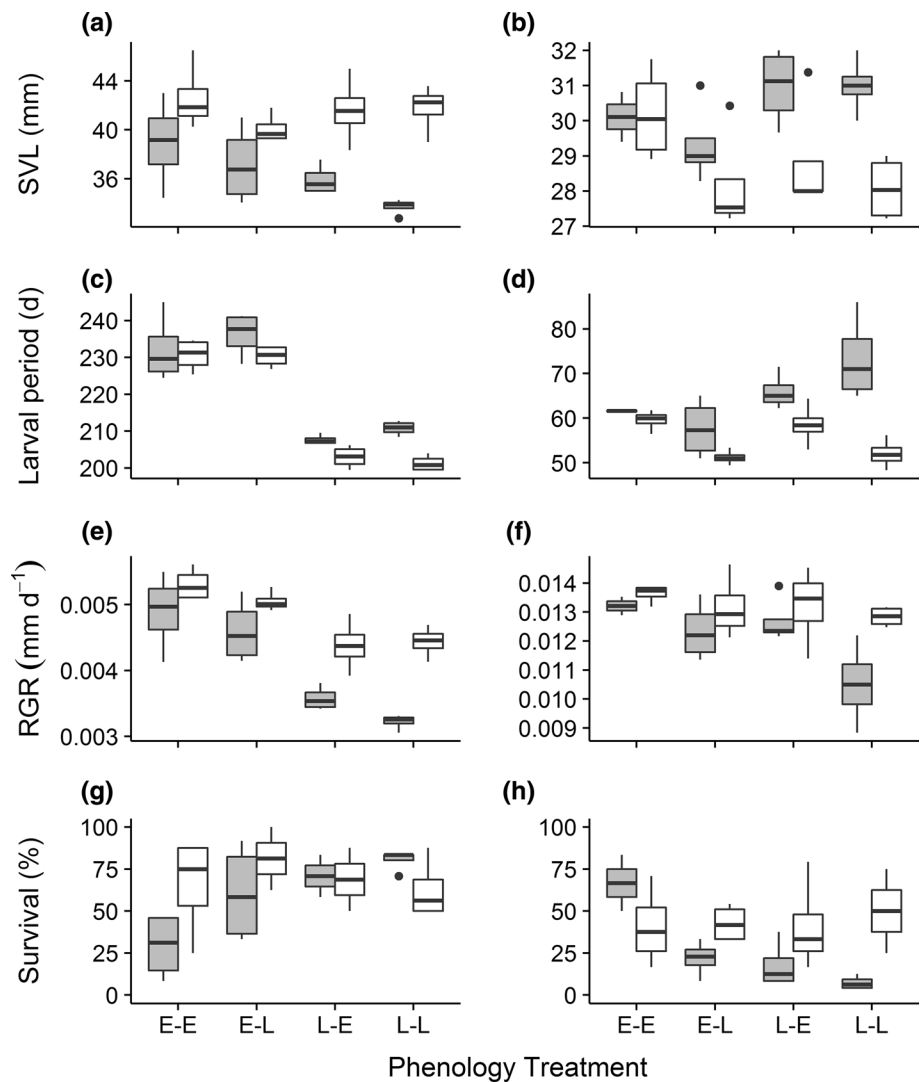 (a)
(b)
SVL (mm)
44
40
36
32
31
30
29
28
27
(c)
(d)
Larval period (d)
240
230
220
210
200
80
70
60
50
(e)
(f)
RGR (mm d⁻¹)
0.005
0.004
0.003
0.014
0.013
0.012
0.011
0.010
0.009
(g)
(h)
Survival (%)
100
75
50
25
0
100
75
50
25
0
E-E E-L L-E L-L
E-E E-L L-E L-L
Phenology Treatment